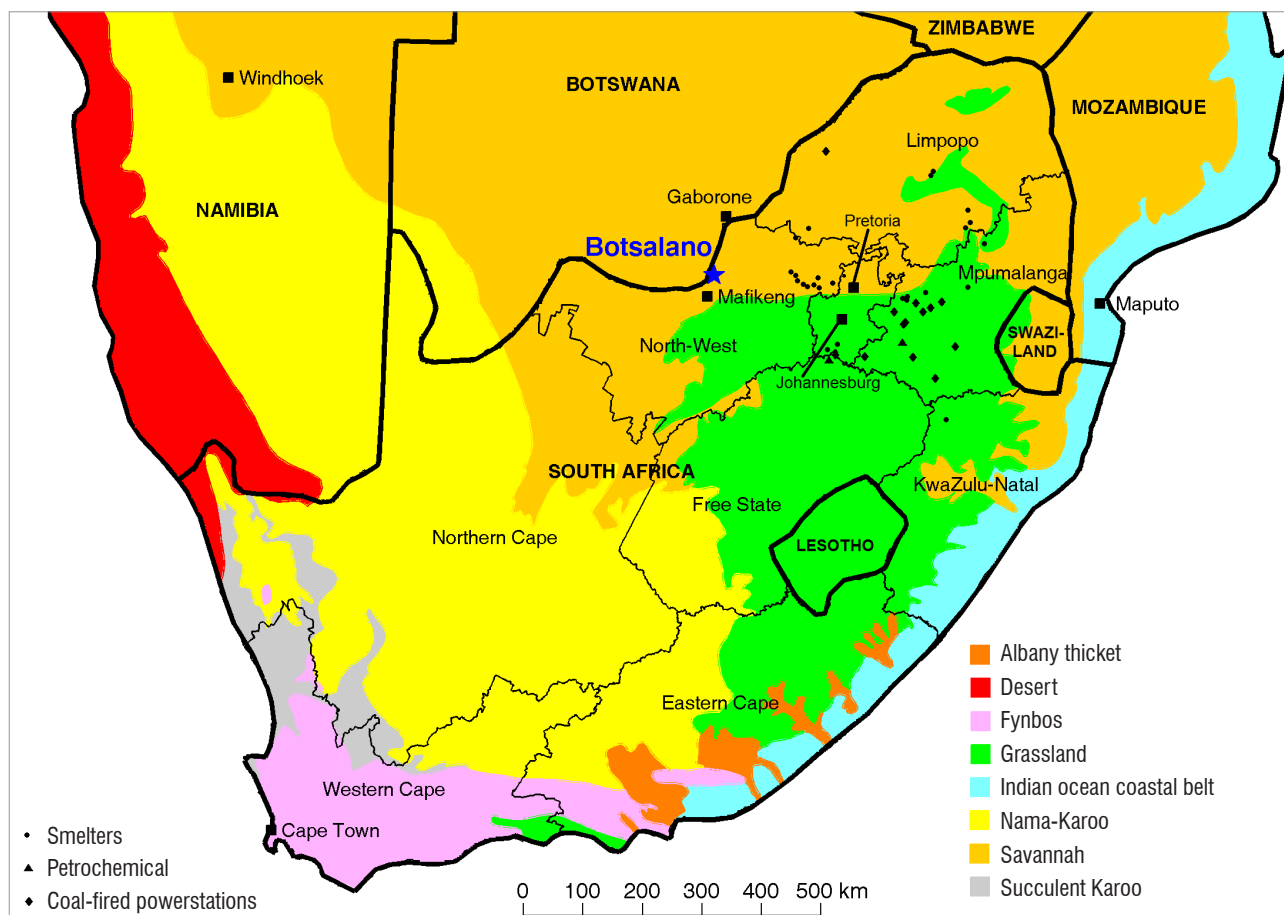 ZIMBABWE
Windhoek
BOTSWANA
MOZAMBIQUE
Limpopo
Gaborone
NAMIBIA
Pretoria
Botsalano
Mpumalanga
Mafikeng
Maputo
SWAZI-
LAND
North-West
Johannesburg
SOUTH AFRICA
KwaZulu-Natal
Free State
Northern Cape
LESOTHO
Eastern Cape
Western Cape
Cape Town
Albany thicket
Desert
Fynbos
Grassland
Indian ocean coastal belt
Nama-Karoo
Savannah
Succulent Karoo
Smelters
Petrochemical
Coal-fired powerstations
0 100 200 300 400 500 km